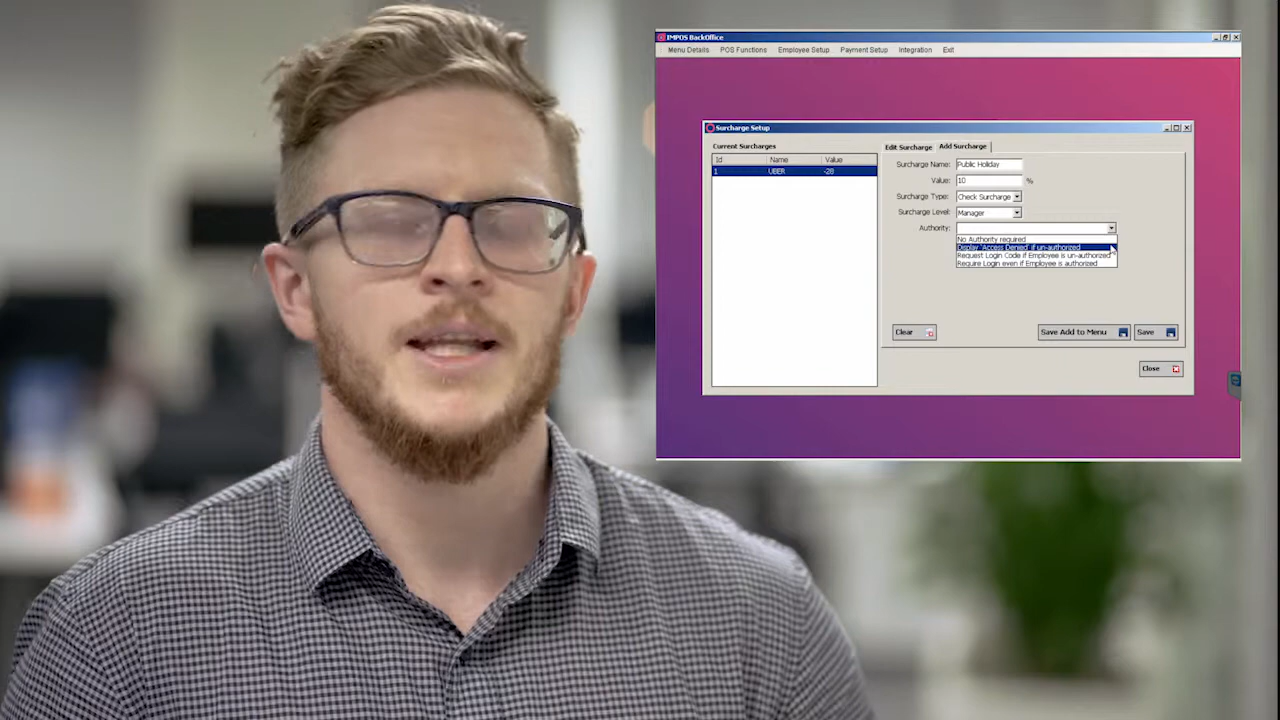 IMPOS BackOffice
Menu Details POS Functions Employee Setup Payment Setup Integration Exit
Surcharge Setup
Current Surcharges
Id Name Value
1 UBER -28
Edit Surcharge Add Surcharge
Surcharge Name: Public Holiday
Value: 10 %
Surcharge Type: Check Surcharge
Surcharge Level: Manager
Authority:
No Authority required
Display "Access Denied" if un-authorized
Request Login Code if Employee is un-authorized
Require Login even if Employee is authorized
Clear Save Add to Menu Save
Close